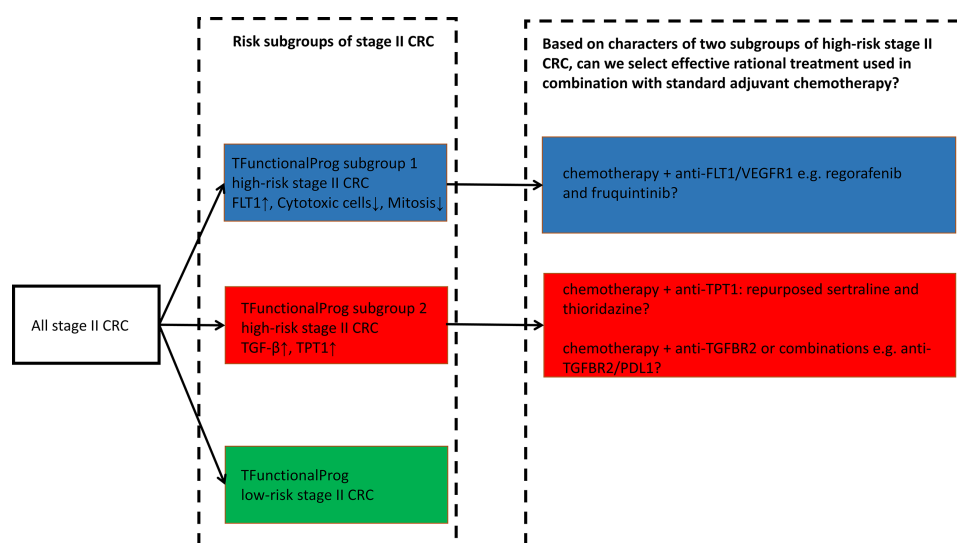 Risk subgroups of stage II CRC
Based on characters of two subgroups of high-risk stage II
CRC, can we select effective rational treatment used in
combination with standard adjuvant chemotherapy?
TFunctionalProg subgroup 1
high-risk stage II CRC
FLT1↑, Cytotoxic cells↓, Mitosis↓
chemotherapy + anti-FLT1/VEGFR1 e.g. regorafenib
and fruquintinib?
All stage II CRC
TFunctionalProg subgroup 2
high-risk stage II CRC
TGF-β↑, TPT1↑
chemotherapy + anti-TPT1: repurposed sertraline and
thioridazine?
chemotherapy + anti-TGFBR2 or combinations e.g. anti-
TGFBR2/PDL1?
TFunctionalProg
low-risk stage II CRC